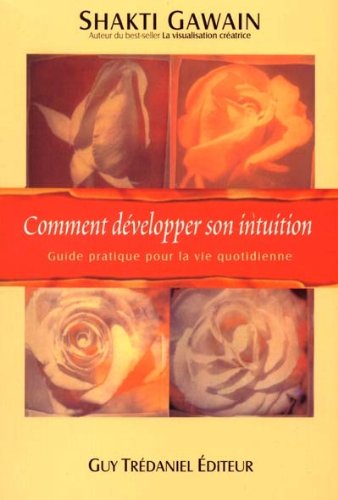 SHAKTI GAWAIN
Auteur du best-seller La visualisation créatrice
Comment développer son intuition
Guide pratique pour la vie quotidienne
GUY TRÉDANIEL ÉDITEUR